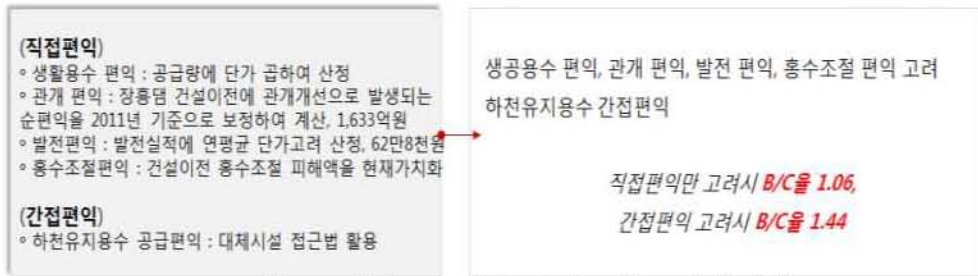 (직접편익)
◦ 생활용수 편익 : 공급량에 단가 곱하여 산정
◦ 관개 편익 : 장흥댐 건설이전에 관개개선으로 발생되는
순편익을 2011년 기준으로 보정하여 계산, 1,633억원
◦ 발전편익 : 발전실적에 연평균 단가고려 산정, 62만8천원
◦ 홍수조절편익 : 건설이전 홍수조절 피해액을 현재가치화
(간접편익)
◦ 하천유지용수 공급편익 : 대체시설 접근법 활용
생공용수 편익, 관개 편익, 발전 편익, 홍수조절 편익 고려
하천유지용수 간접편익
직접편익만 고려시 B/C율 1.06,
간접편익 고려시 B/C율 1.44